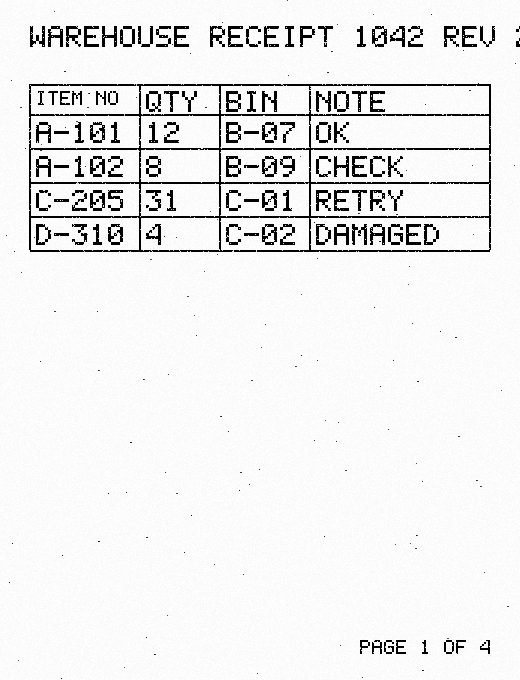 WAREHOUSE RECEIPT 1042 REV
ITEM NO QTY BIN NOTE
A-101 12 B-07 OK
A-102 8 B-09 CHECK
C-205 31 C-01 RETRY
D-310 4 C-02 DAMAGED
PAGE 1 OF 4